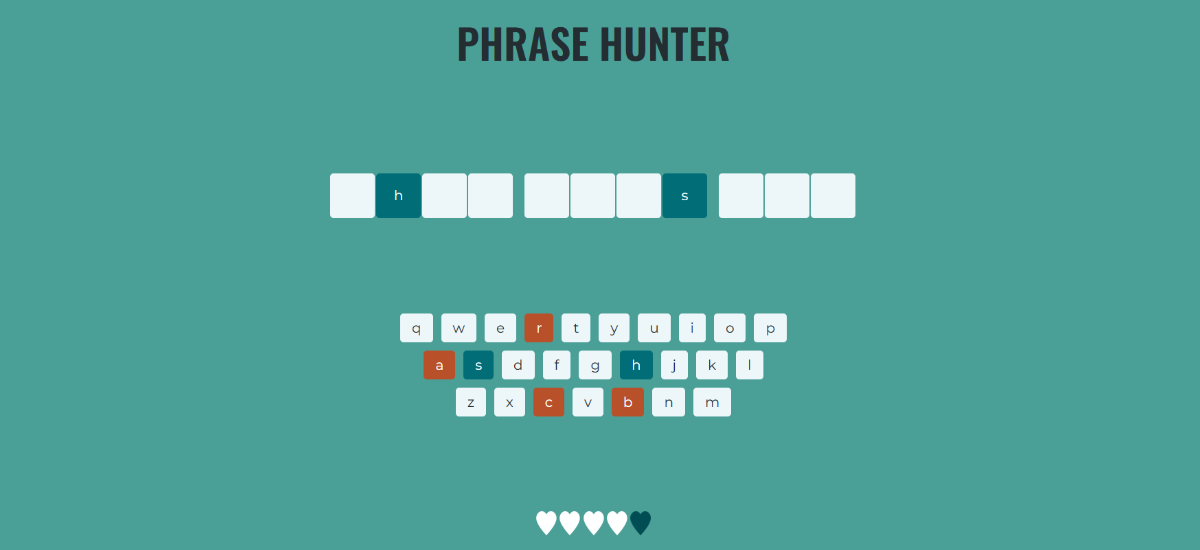 PHRASE HUNTER
h s
q w e r t y u i o p
a s d f g h j k l
z x c v b n m